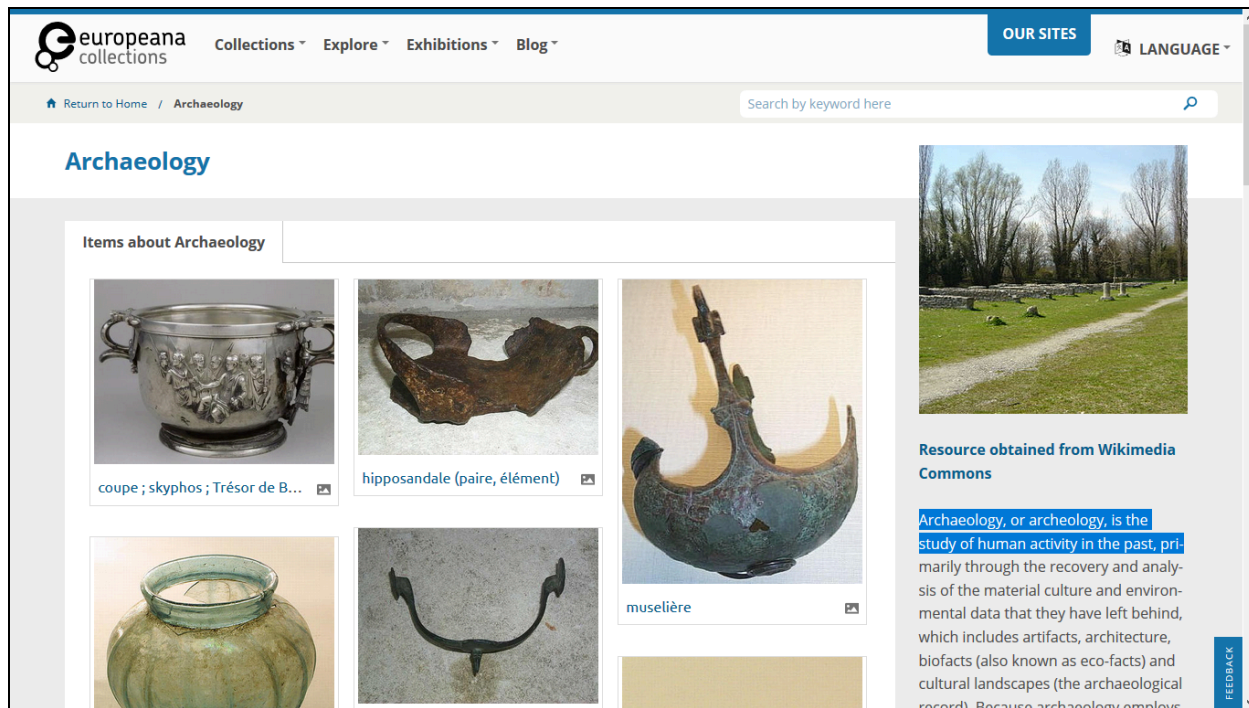 europeana
collections
Collections
Explore
Exhibitions
Blog
OUR SITES
LANGUAGE
Return to Home / Archaeology
Search by keyword here
Archaeology
Items about Archaeology
coupe ; skyphos ; Trésor de B...
hipposandale (paire, élément)
muselière
Resource obtained from Wikimedia
Commons
Archaeology, or archeology, is the
study of human activity in the past, pri-
marily through the recovery and analy-
sis of the material culture and environ-
mental data that they have left behind,
which includes artifacts, architecture,
biofacts (also known as eco-facts) and
cultural landscapes (the archaeological
record). Because archaeology employs
FEEDBACK